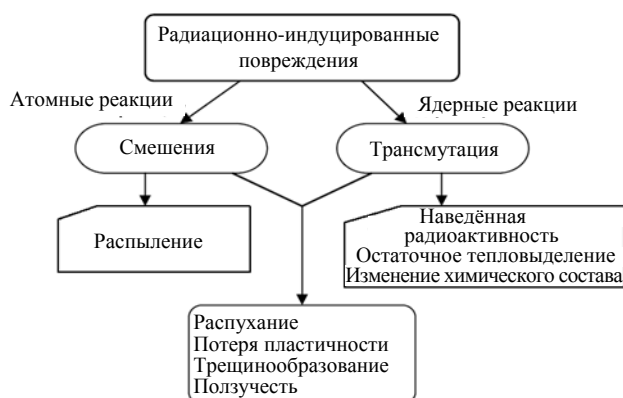 Радиационно-индуцированные
повреждения
Атомные реакции
Ядерные реакции
Смешения
Трансмутация
Распыление
Наведённая
радиоактивность
Остаточное тепловыделение
Изменение химического состава
Распухание
Потеря пластичности
Трещинообразование
Ползучесть